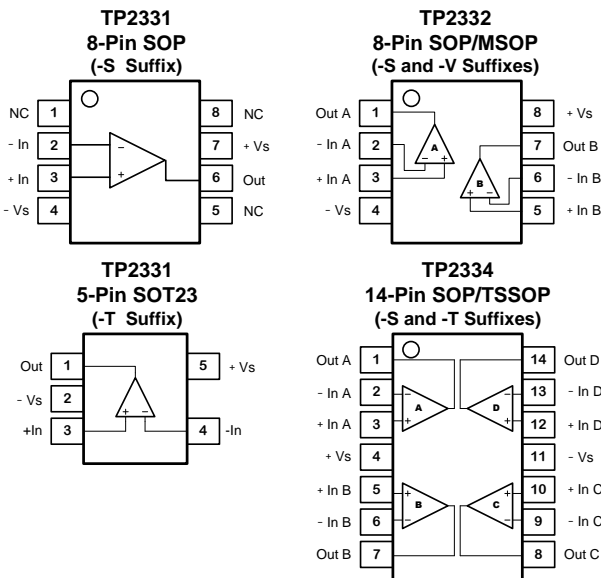 TP2331
8-Pin SOP
(-S Suffix)
NC 1
- In 2
+ In 3
- Vs 4
8 NC
7 + Vs
6 Out
5 NC
− +
TP2332
8-Pin SOP/MSOP
(-S and -V Suffixes)
Out A 1
- In A 2
+ In A 3
- Vs 4
8 + Vs
7 Out B
6 - In B
5 + In B
A − +
B + −
TP2331
5-Pin SOT23
(-T Suffix)
Out 1
- Vs 2
+In 3
5 + Vs
4 -In
+ −
TP2334
14-Pin SOP/TSSOP
(-S and -T Suffixes)
Out A 1
- In A 2
+ In A 3
+ Vs 4
+ In B 5
- In B 6
Out B 7
14 Out D
13 - In D
12 + In D
11 - Vs
10 + In C
9 - In C
8 Out C
− A +
− D +
+ B −
+ C −